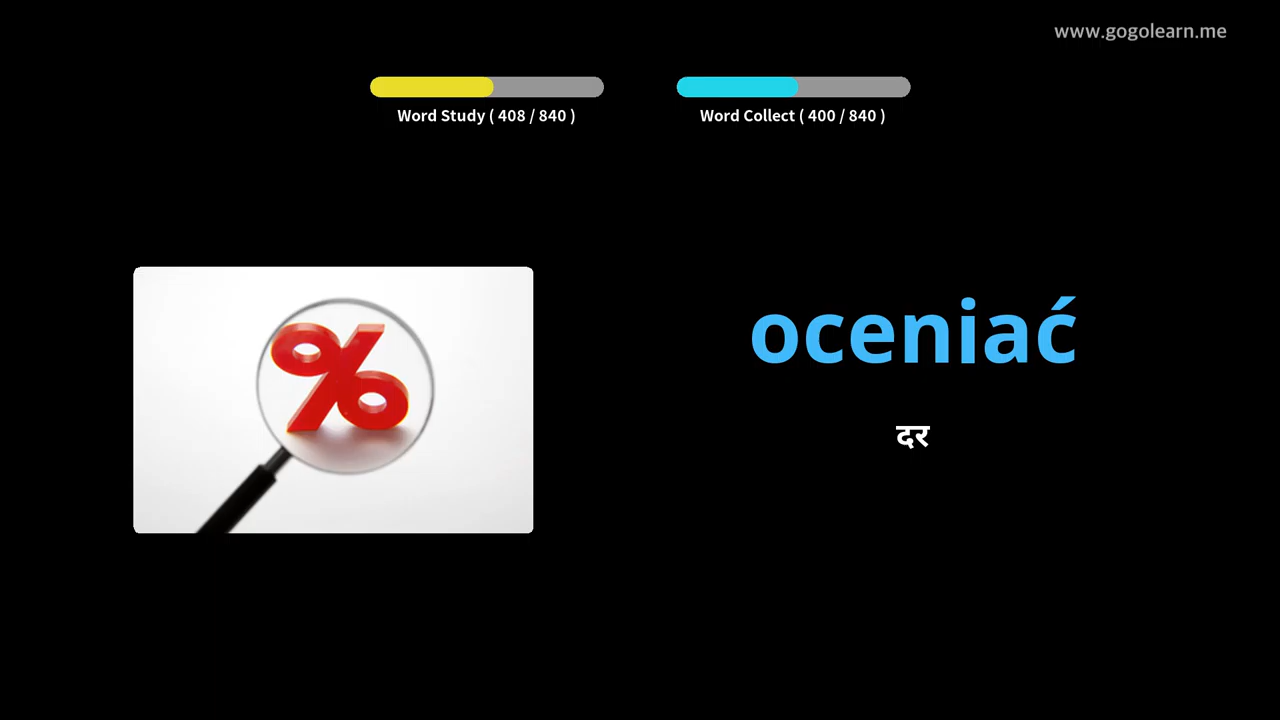 www.gogolearn.me
Word Study ( 408 / 840 )
Word Collect ( 400 / 840 )
%
oceniać
दर